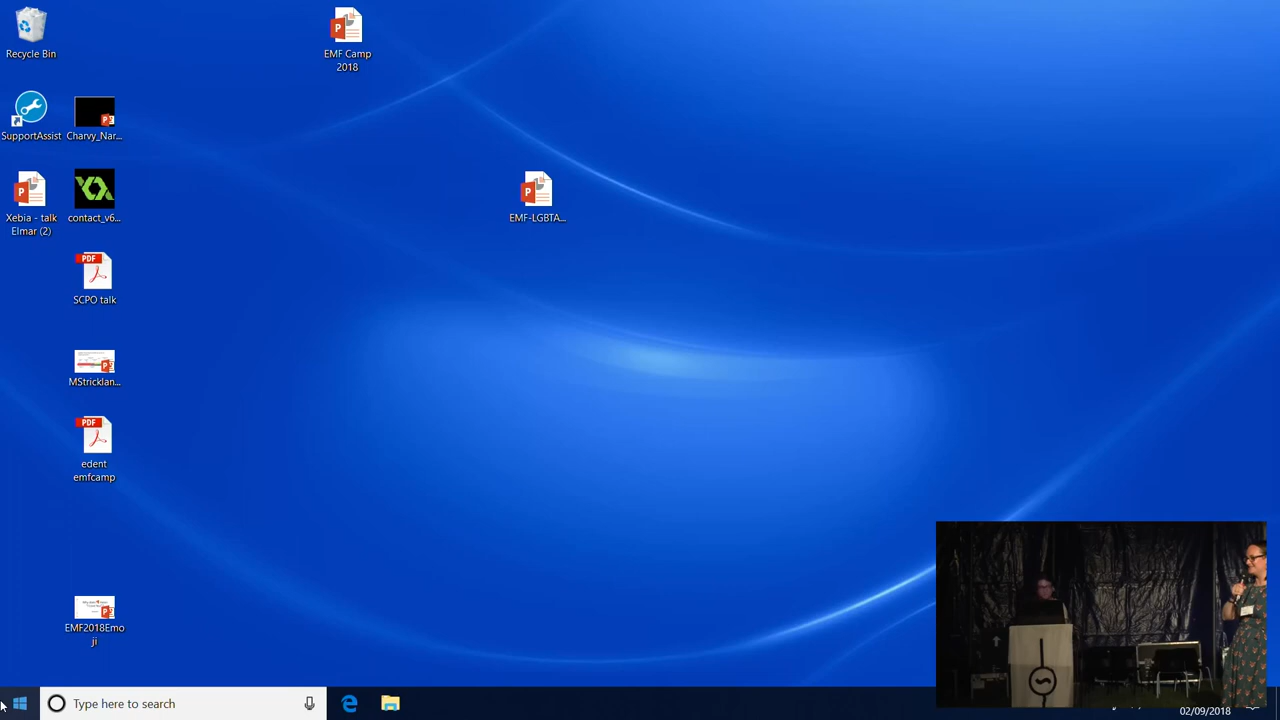 Recycle Bin
EMF Camp
2018
SupportAssist
Charvy_Nar...
Xebia - talk
Elmar (2)
contact_v6...
EMF-LGBTA...
PDF
SCPO talk
MStricklan...
PDF
edent
emfcamp
EMF2018Emo
ji
Type here to search
02/09/2018